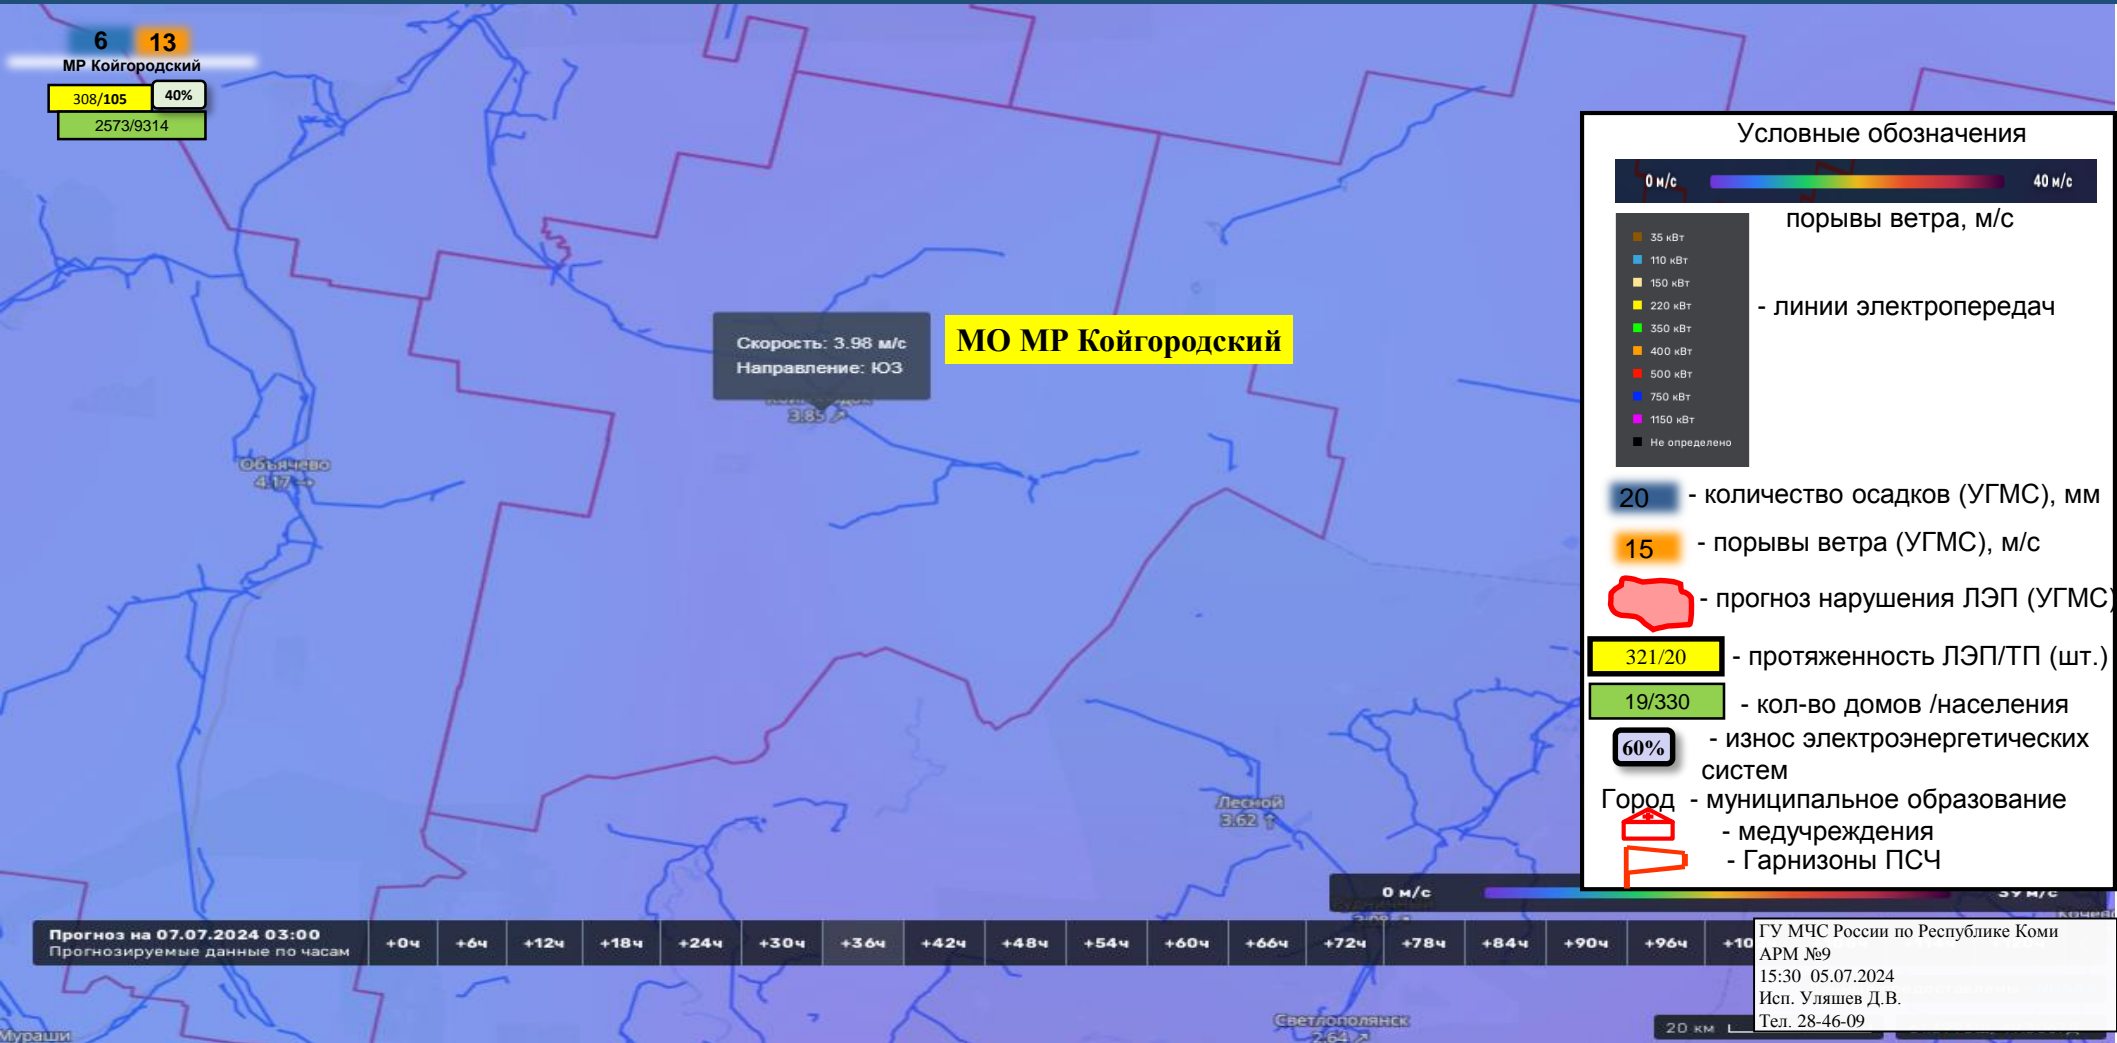 6 13
МР Койгородский
308/105 40%
2573/9314
Скорость: 3.98 м/с
Направление: ЮЗ
3.85
МО МР Койгородский
Объячево
4.17
Лесной
3.62
Светлополянск
2.64
Мураши
0 м/с
39 м/с
Прогноз на 07.07.2024 03:00
Прогнозируемые данные по часам
+0ч +6ч +12ч +18ч +24ч +30ч +36ч +42ч +48ч +54ч +60ч +66ч +72ч +78ч +84ч +90ч +96ч +10
20 км
Условные обозначения
0 м/с 40 м/с
порывы ветра, м/с
35 кВт
110 кВт
150 кВт
220 кВт
350 кВт
400 кВт
500 кВт
750 кВт
1150 кВт
Не определено
- линии электропередач
20 - количество осадков (УГМС), мм
15 - порывы ветра (УГМС), м/с
- прогноз нарушения ЛЭП (УГМС)
321/20 - протяженность ЛЭП/ТП (шт.)
19/330 - кол-во домов /населения
60% - износ электроэнергетических
систем
Город - муниципальное образование
- медучреждения
- Гарнизоны ПСЧ
ГУ МЧС России по Республике Коми
АРМ №9
15:30 05.07.2024
Исп. Уляшев Д.В.
Тел. 28-46-09